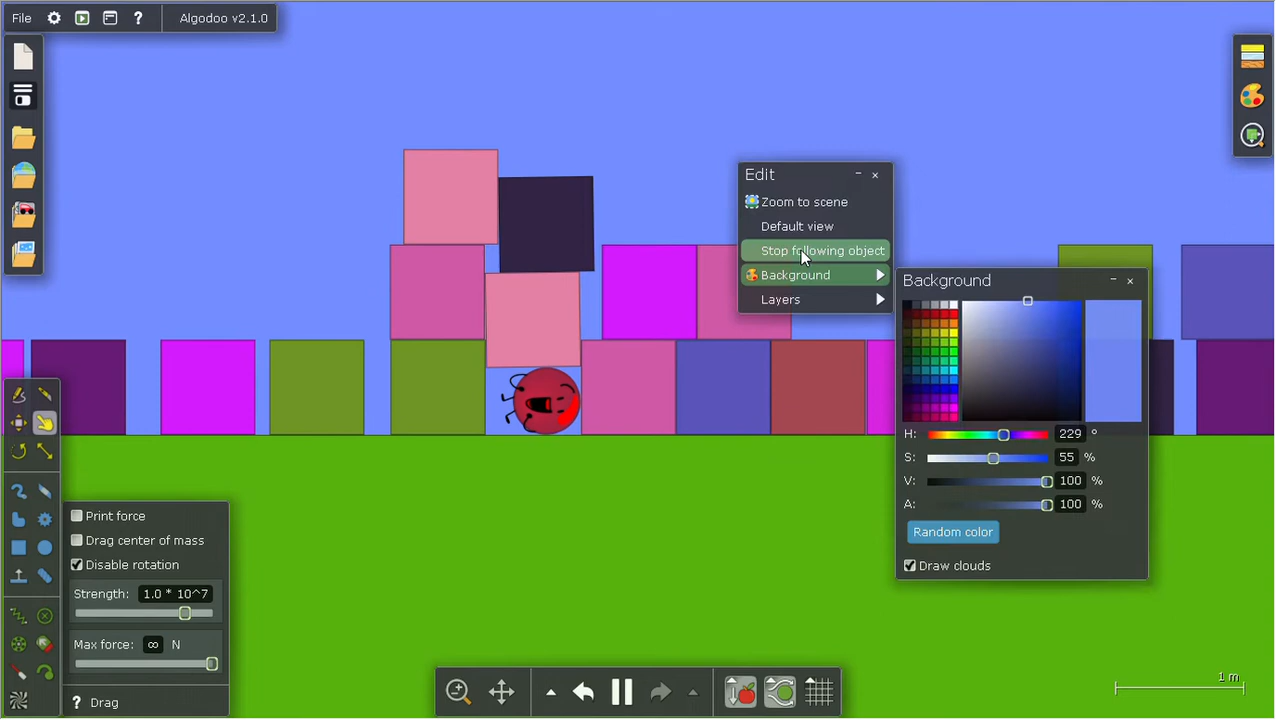 File
?
Algodoo v2.1.0
Edit
Zoom to scene
Default view
Stop following object
Background
Layers
Background
H: 229 °
S: 55 %
V: 100 %
A: 100 %
Random color
Draw clouds
Print force
Drag center of mass
Disable rotation
Strength: 1.0 * 10^7
Max force: ∞ N
? Drag
1 m